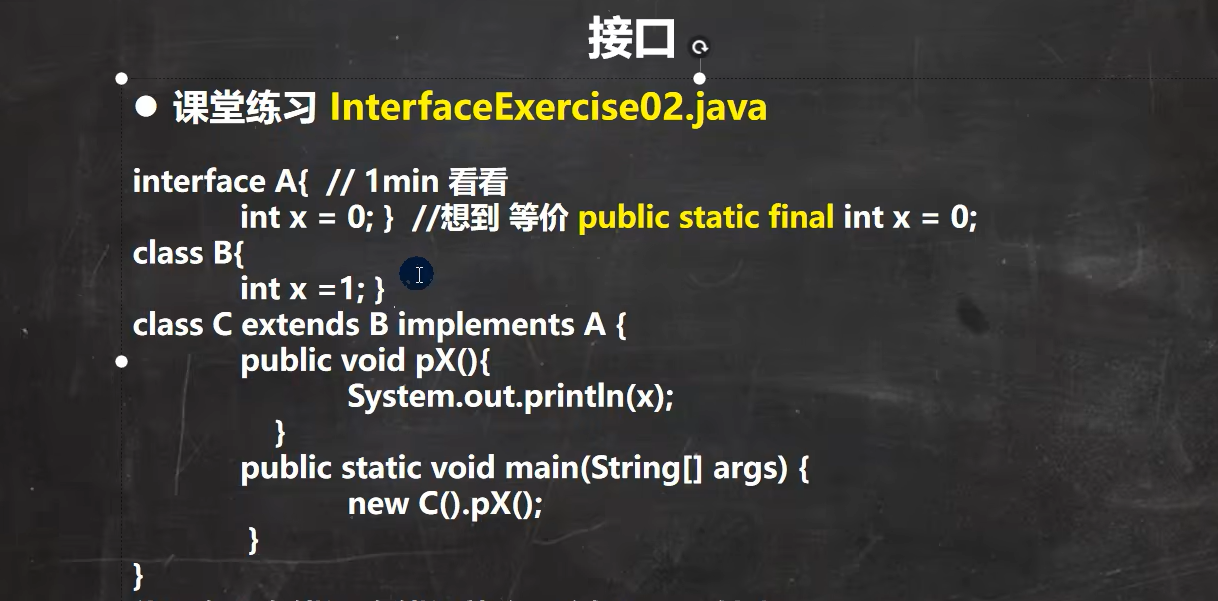 接口
● 课堂练习 InterfaceExercise02.java
interface A{ // 1min 看看
int x = 0; } //想到 等价 public static final int x = 0;
class B{
int x =1; }
class C extends B implements A {
public void pX(){
System.out.println(x);
}
public static void main(String[] args) {
new C().pX();
}
}